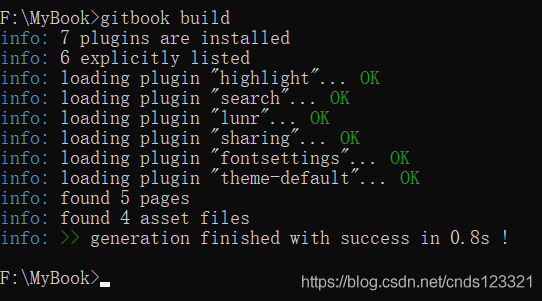 F:\MyBook>gitbook build
info: 7 plugins are installed
info: 6 explicitly listed
info: loading plugin "highlight"... OK
info: loading plugin "search"... OK
info: loading plugin "lunr"... OK
info: loading plugin "sharing"... OK
info: loading plugin "fontsettings"... OK
info: loading plugin "theme-default"... OK
info: found 5 pages
info: found 4 asset files
info: >> generation finished with success in 0.8s !
F:\MyBook>
https://blog.csdn.net/cnds123321